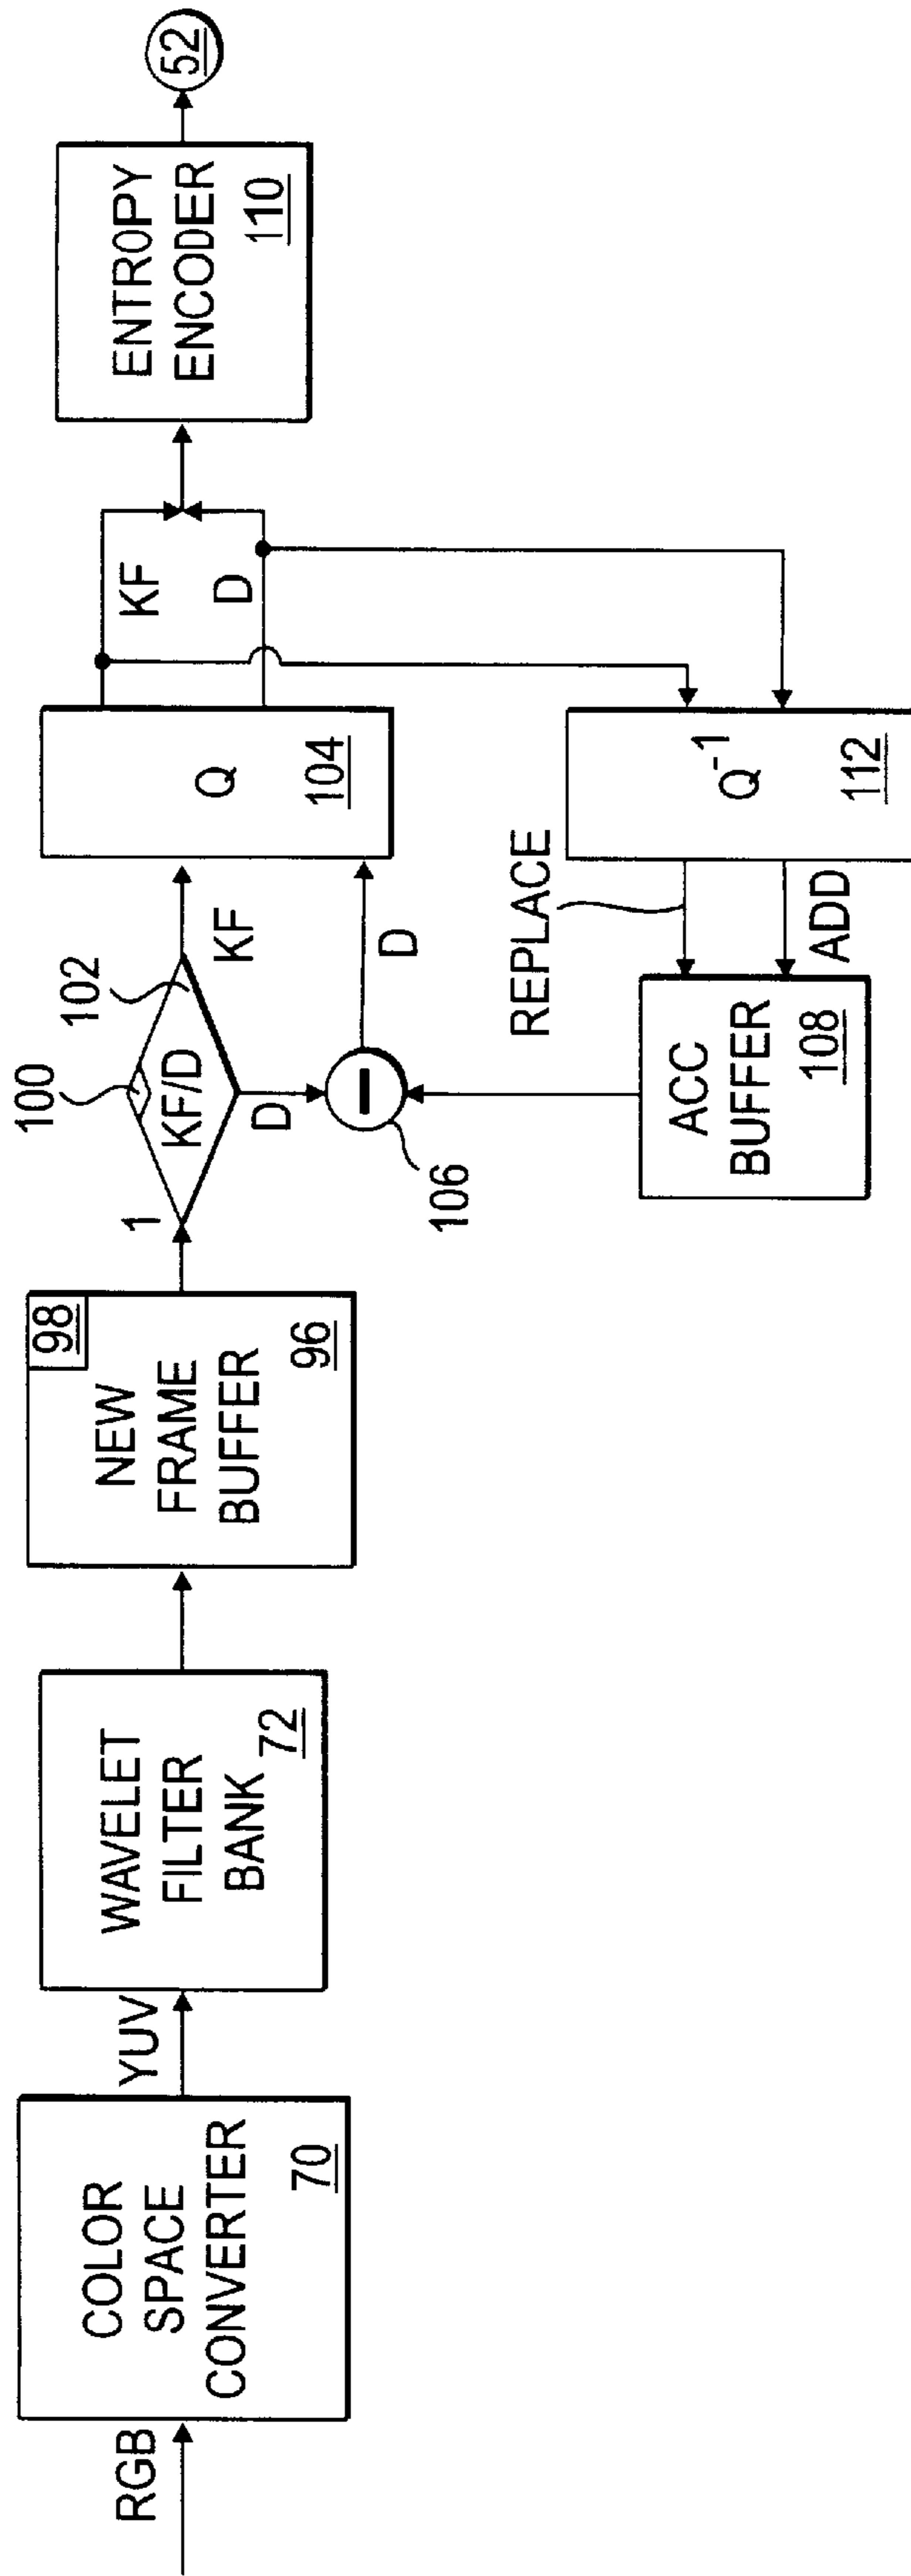 RGB
COLOR
SPACE
CONVERTER
70
YUV
WAVELET
FILTER
BANK
72
98
NEW
FRAME
BUFFER
96
1
100
102
KF/D
KF
D
106
D
Q
104
KF
D
ENTROPY
ENCODER
110
52
ACC
BUFFER
108
REPLACE
ADD
Q-1
112